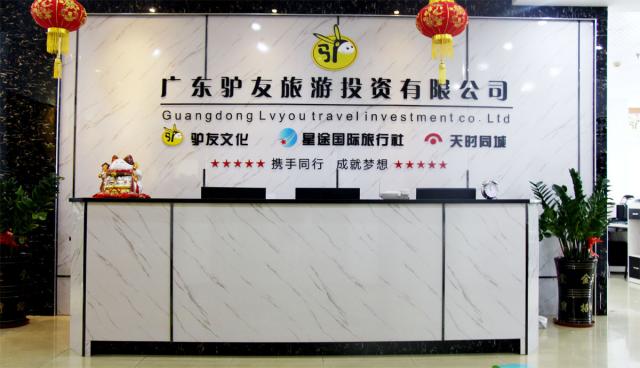 驴
广东驴友旅游投资有限公司
Guangdong Lvyou travel investment co. Ltd
驴友文化 星途国际旅行社 天时同城
★★★★★ 携手同行 成就梦想 ★★★★★